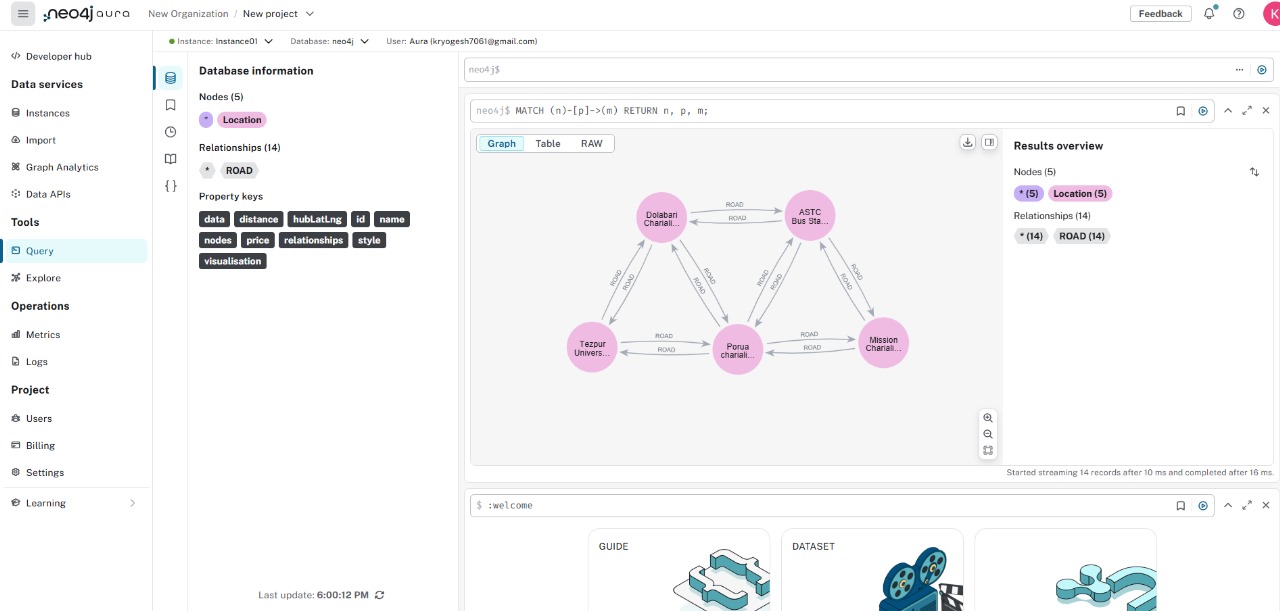 neo4j aura
New Organization / New project
Feedback
K
Instance: Instance01
Database: neo4j
User: Aura (kryogesh7061@gmail.com)
Developer hub
Data services
Instances
Import
Graph Analytics
Data APIs
Tools
Query
Explore
Operations
Metrics
Logs
Project
Users
Billing
Settings
Learning
Database information
Nodes (5)
* Location
Relationships (14)
* ROAD
Property keys
data distance hubLatLng id name
nodes price relationships style
visualisation
Last update: 6:00:12 PM
neo4j$
neo4j$ MATCH (n)-[p]->(m) RETURN n, p, m;
Graph Table RAW
Dolabari
Chariali...
ROAD
ROAD
ASTC
Bus Sta...
ROAD
ROAD
ROAD
ROAD
ROAD
ROAD
ROAD
ROAD
Tezpur
Univers...
ROAD
ROAD
Porua
chariali...
ROAD
ROAD
Mission
Chariali...
Results overview
Nodes (5)
* (5) Location (5)
Relationships (14)
* (14) ROAD (14)
Started streaming 14 records after 10 ms and completed after 16 ms.
$ :welcome
GUIDE
DATASET